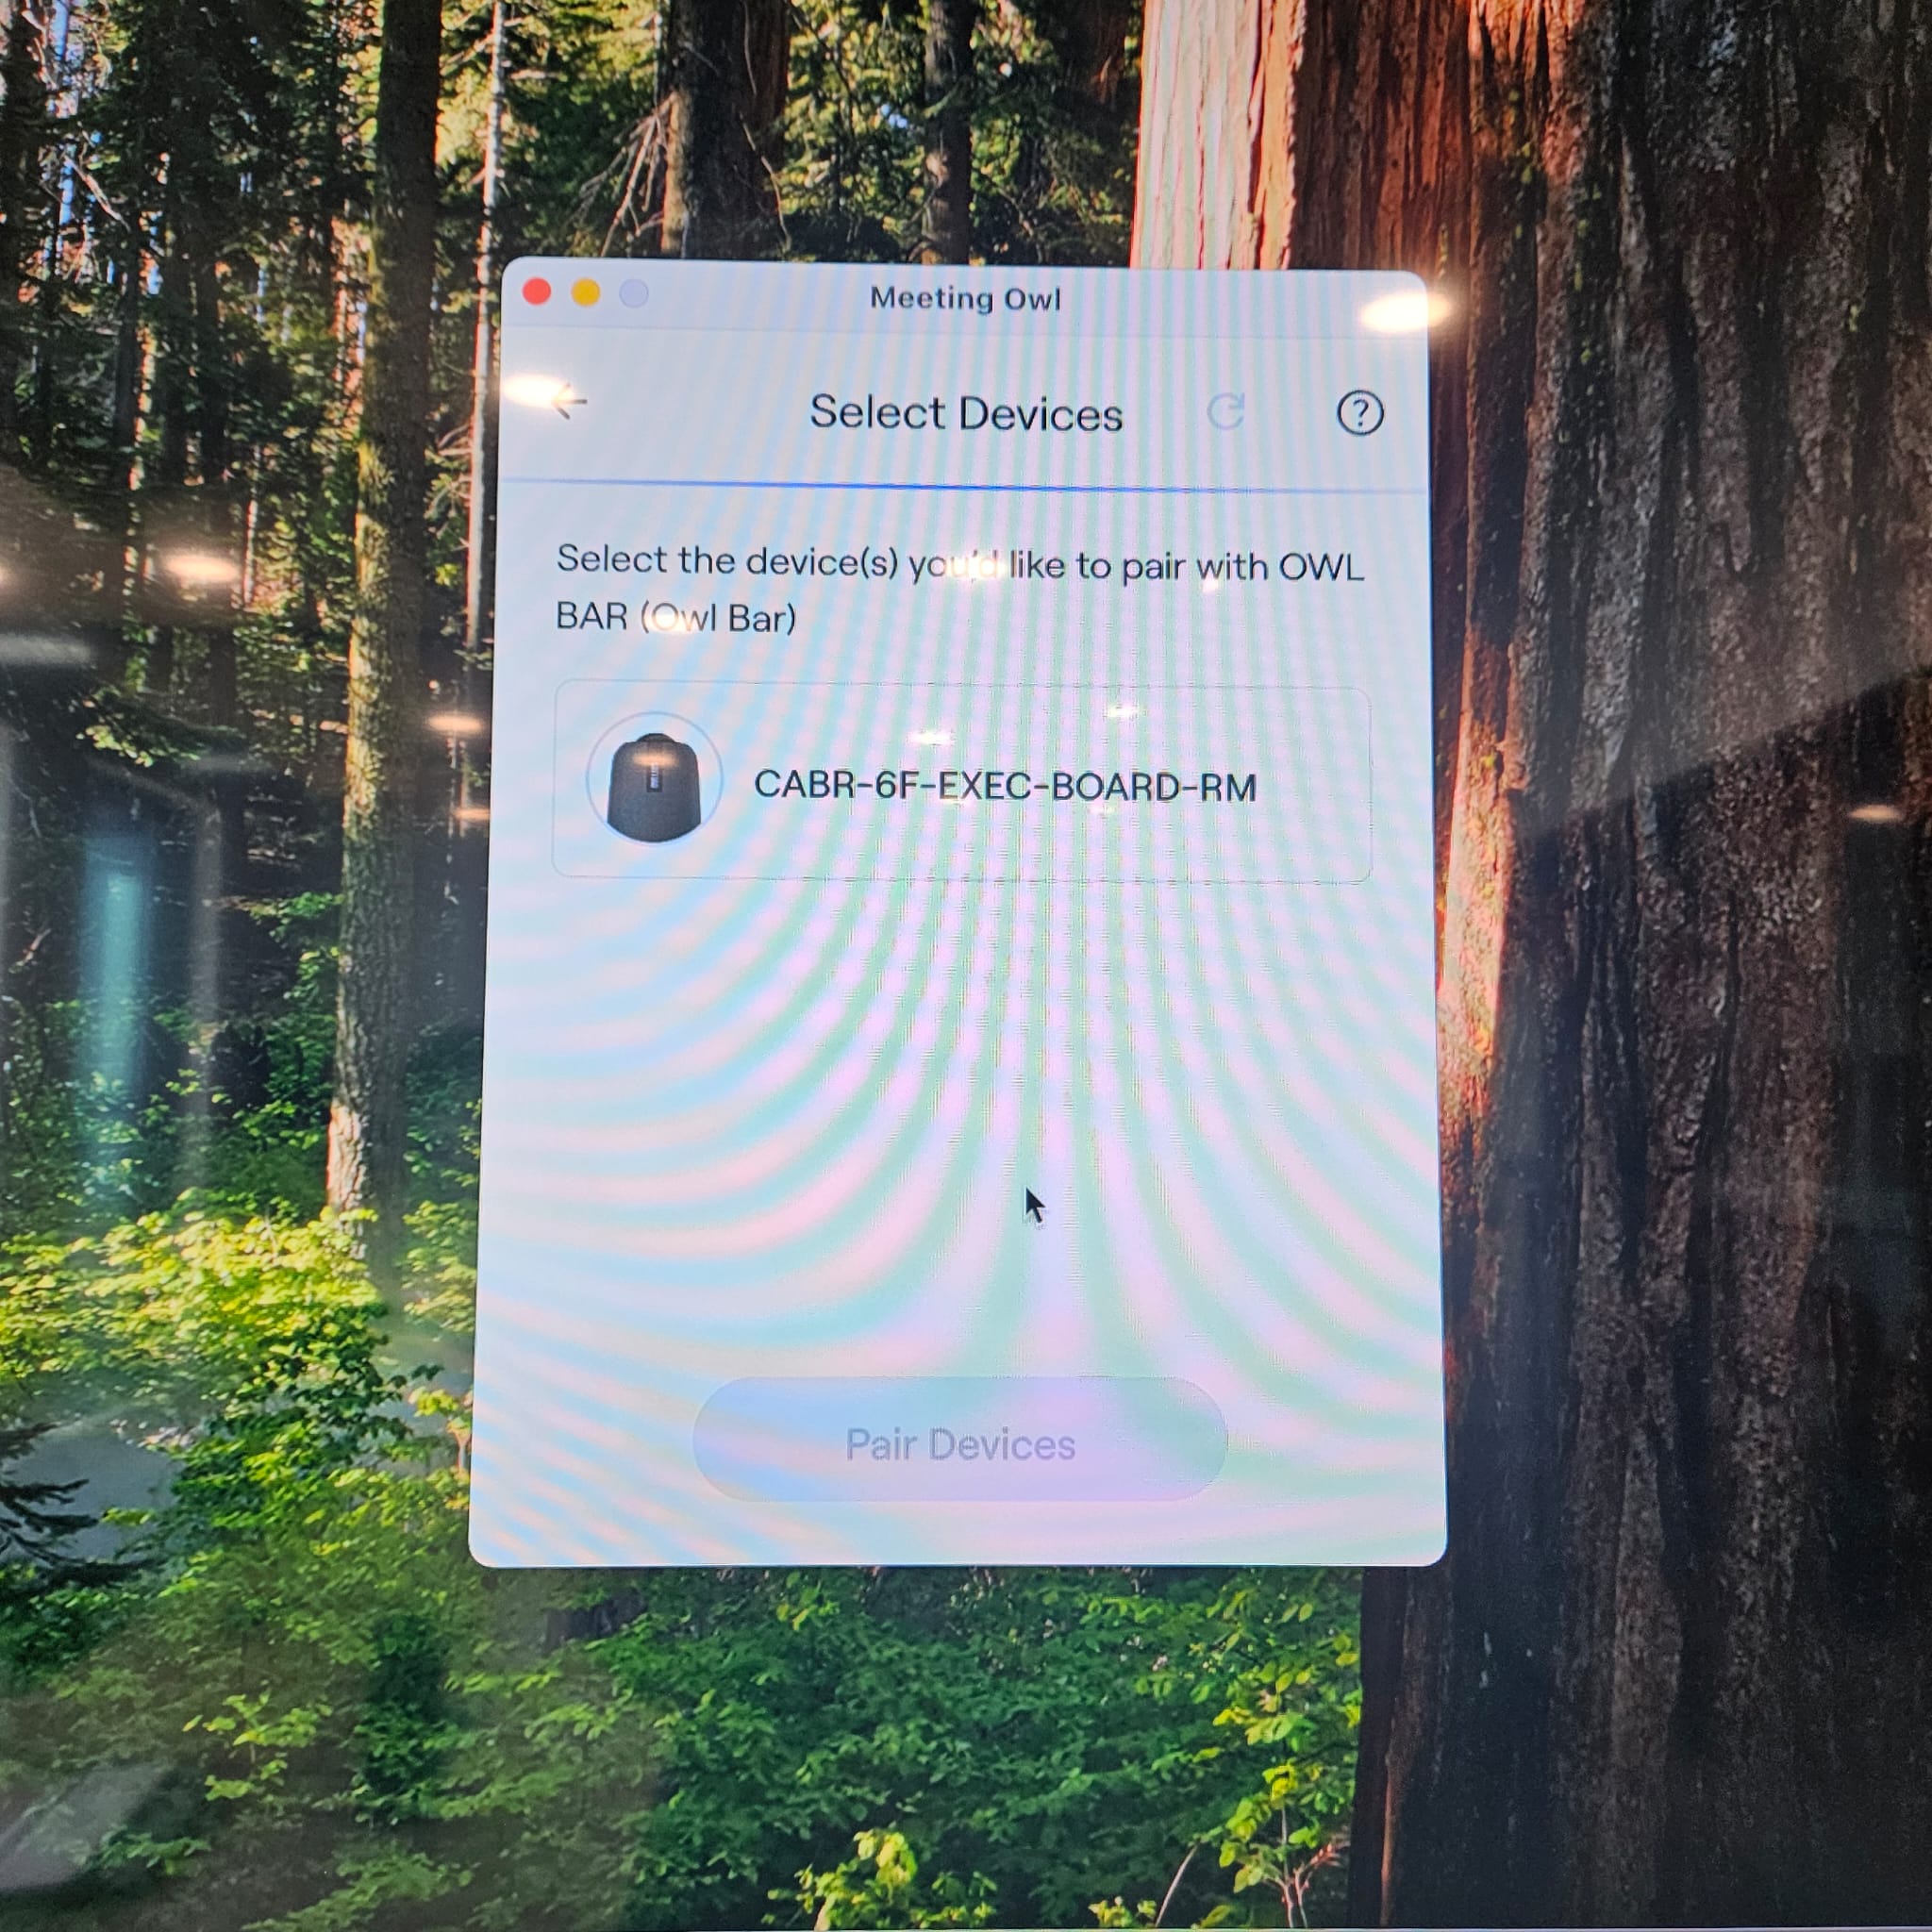 Meeting Owl
Select Devices
Select the device(s) you'd like to pair with OWL
BAR (Owl Bar)
CABR-6F-EXEC-BOARD-RM
Pair Devices